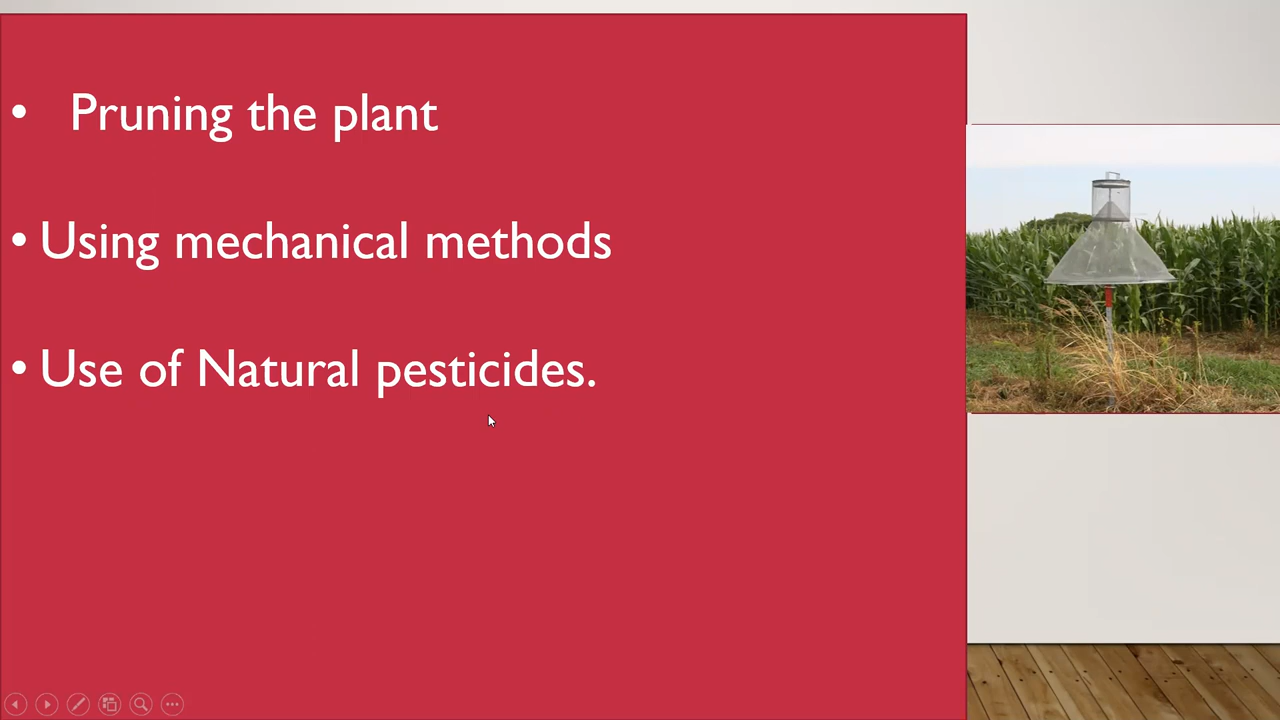 • Pruning the plant
• Using mechanical methods
• Use of Natural pesticides.